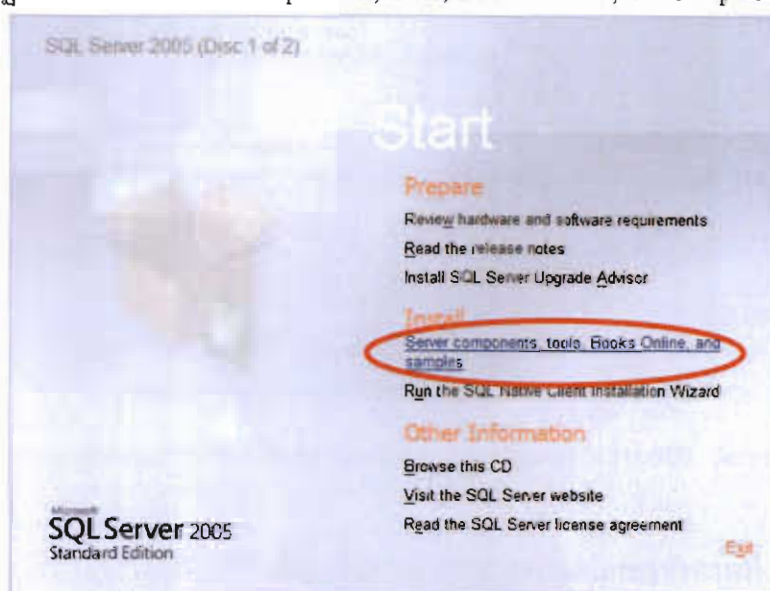 SQL Server 2005 (Disc 1 of 2)
Start
Prepare
Review hardware and software requirements
Read the release notes
Install SQL Server Upgrade Advisor
Install
Server components, tools, Books Online, and
samples
Run the SQL Native Client Installation Wizard
Other Information
Browse this CD
Visit the SQL Server website
Read the SQL Server license agreement
Exit
Microsoft
SQL Server 2005
Standard Edition